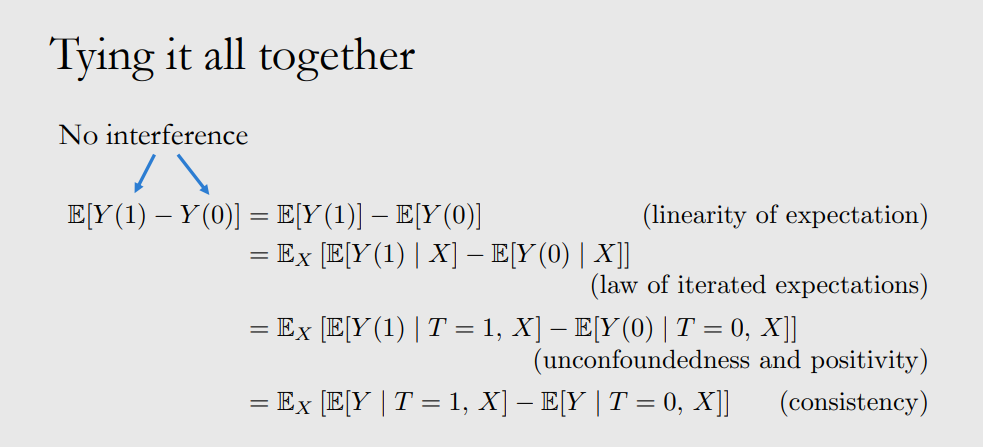 Tying it all together
No interference
𝔼[Y(1) − Y(0)] = 𝔼[Y(1)] − 𝔼[Y(0)] (linearity of expectation)
= 𝔼_X [𝔼[Y(1) | X] − 𝔼[Y(0) | X]]
(law of iterated expectations)
= 𝔼_X [𝔼[Y(1) | T = 1, X] − 𝔼[Y(0) | T = 0, X]]
(unconfoundedness and positivity)
= 𝔼_X [𝔼[Y | T = 1, X] − 𝔼[Y | T = 0, X]] (consistency)